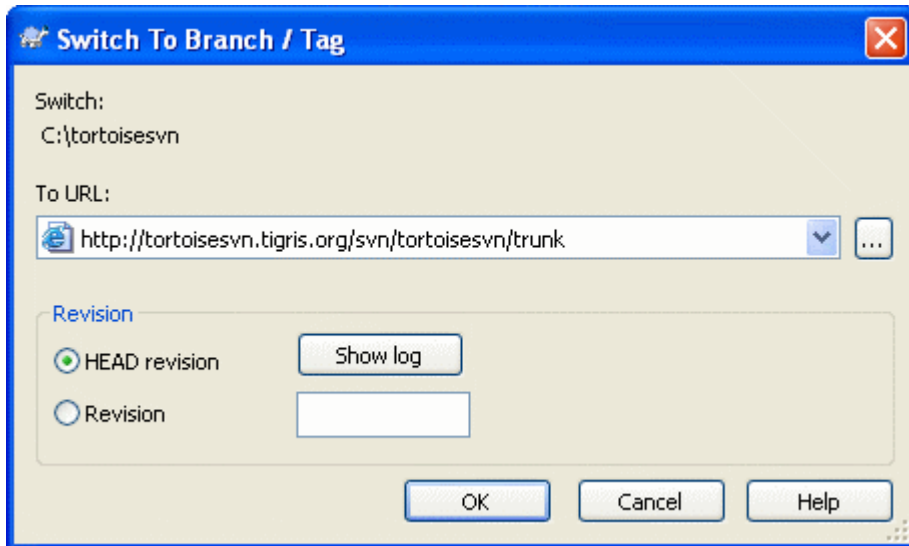 Switch To Branch / Tag
Switch:
C:\tortoisesvn
To URL:
http://tortoisesvn.tigris.org/svn/tortoisesvn/trunk
...
Revision
HEAD revision
Show log
Revision
OK
Cancel
Help